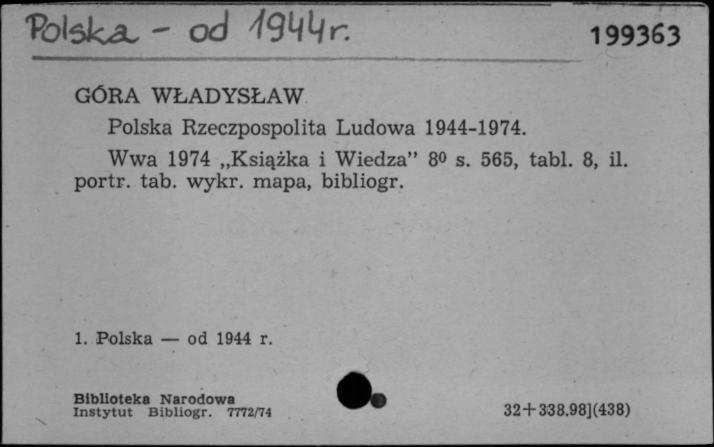 Polska - od 1944 r.
199363
GÓRA WŁADYSŁAW
Polska Rzeczpospolita Ludowa 1944-1974.
Wwa 1974 „Książka i Wiedza” 8⁰ s. 565, tabl. 8, il.
portr. tab. wykr. mapa, bibliogr.
1. Polska — od 1944 r.
Biblioteka Narodowa
Instytut Bibliogr. 7772/74
32+338.98](438)